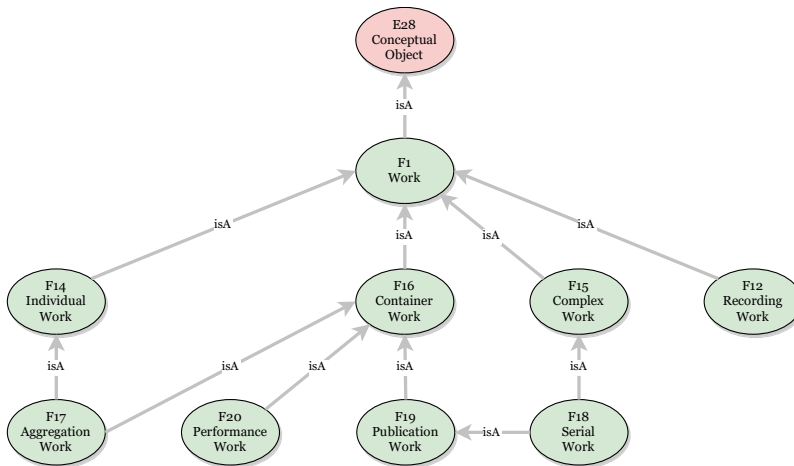 E28
Conceptual
Object
isA
F1
Work
isA
isA
isA
isA
F14
Individual
Work
F16
Container
Work
F15
Complex
Work
F12
Recording
Work
isA
isA
isA
isA
isA
F17
Aggregation
Work
F20
Performance
Work
F19
Publication
Work
isA
F18
Serial
Work